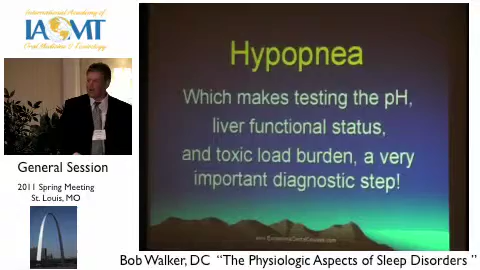 International Academy of
IAOMT
Oral Medicine & Toxicology
General Session
2011 Spring Meeting
St. Louis, MO
Hypopnea
Which makes testing the pH,
liver functional status,
and toxic load burden, a very
important diagnostic step!
Bob Walker, DC “The Physiologic Aspects of Sleep Disorders ”